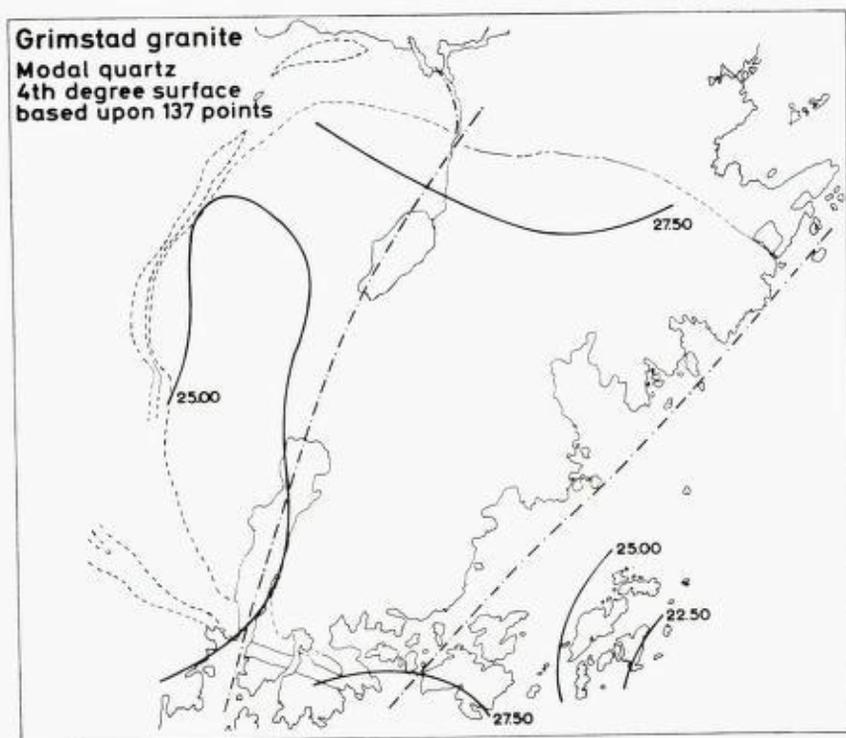 Grimstad granite
Modal quartz
4th degree surface
based upon 137 points
27.50
25.00
25.00
22.50
27.50